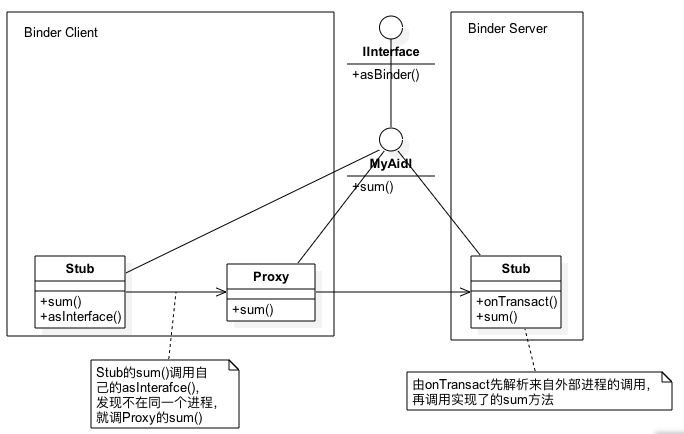 Binder Client
IInterface
+asBinder()
Binder Server
MyAidl
+sum()
Stub
+sum()
+asInterface()
Proxy
+sum()
Stub
+onTransact()
+sum()
Stub的sum()调用自
己的asInterafce(),
发现不在同一个进程，
就调Proxy的sum()
由onTransact先解析来自外部进程的调用，
再调用实现了的sum方法